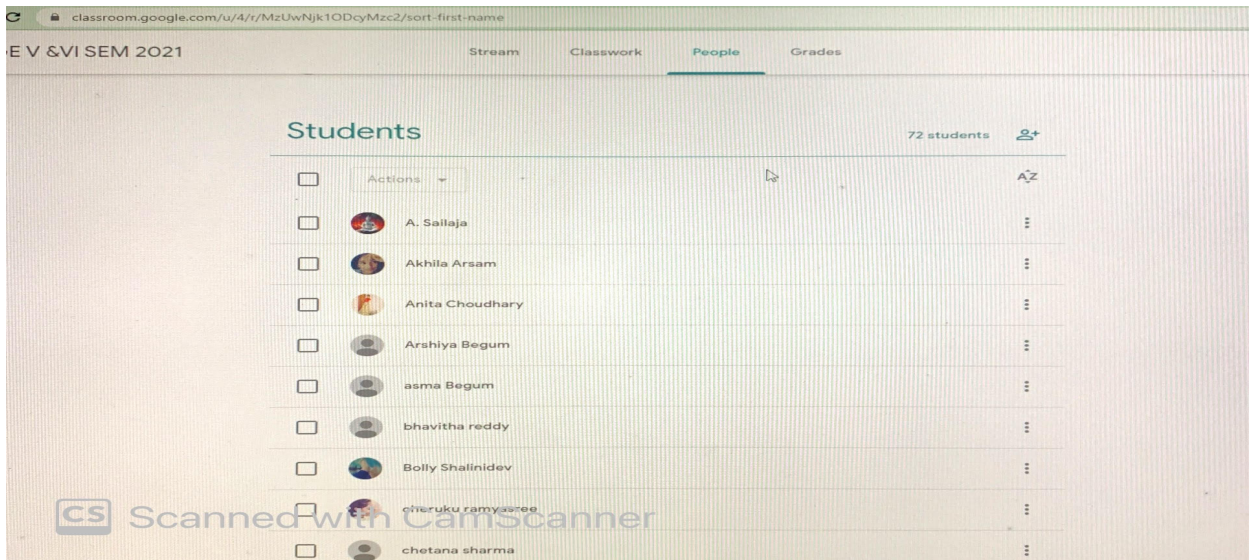 classroom.google.com/u/4/r/MzUwNjk1ODcyMzc2/sort-first-name
E V &VI SEM 2021
Stream Classwork People Grades
Students 72 students
Actions AZ
A. Sailaja
Akhila Arsam
Anita Choudhary
Arshiya Begum
asma Begum
bhavitha reddy
Bolly Shalinidev
cheruku ramyasree
CS Scanned with CamScanner
chetana sharma